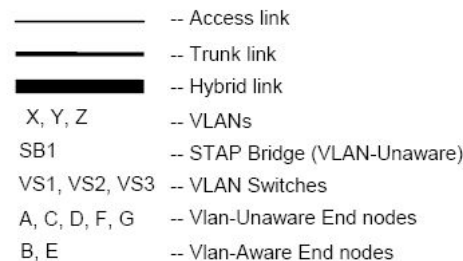 -- Access link
-- Trunk link
-- Hybrid link
X, Y, Z -- VLANs
SB1 -- STAP Bridge (VLAN-Unaware)
VS1, VS2, VS3 -- VLAN Switches
A, C, D, F, G -- Vlan-Unaware End nodes
B, E -- Vlan-Aware End nodes